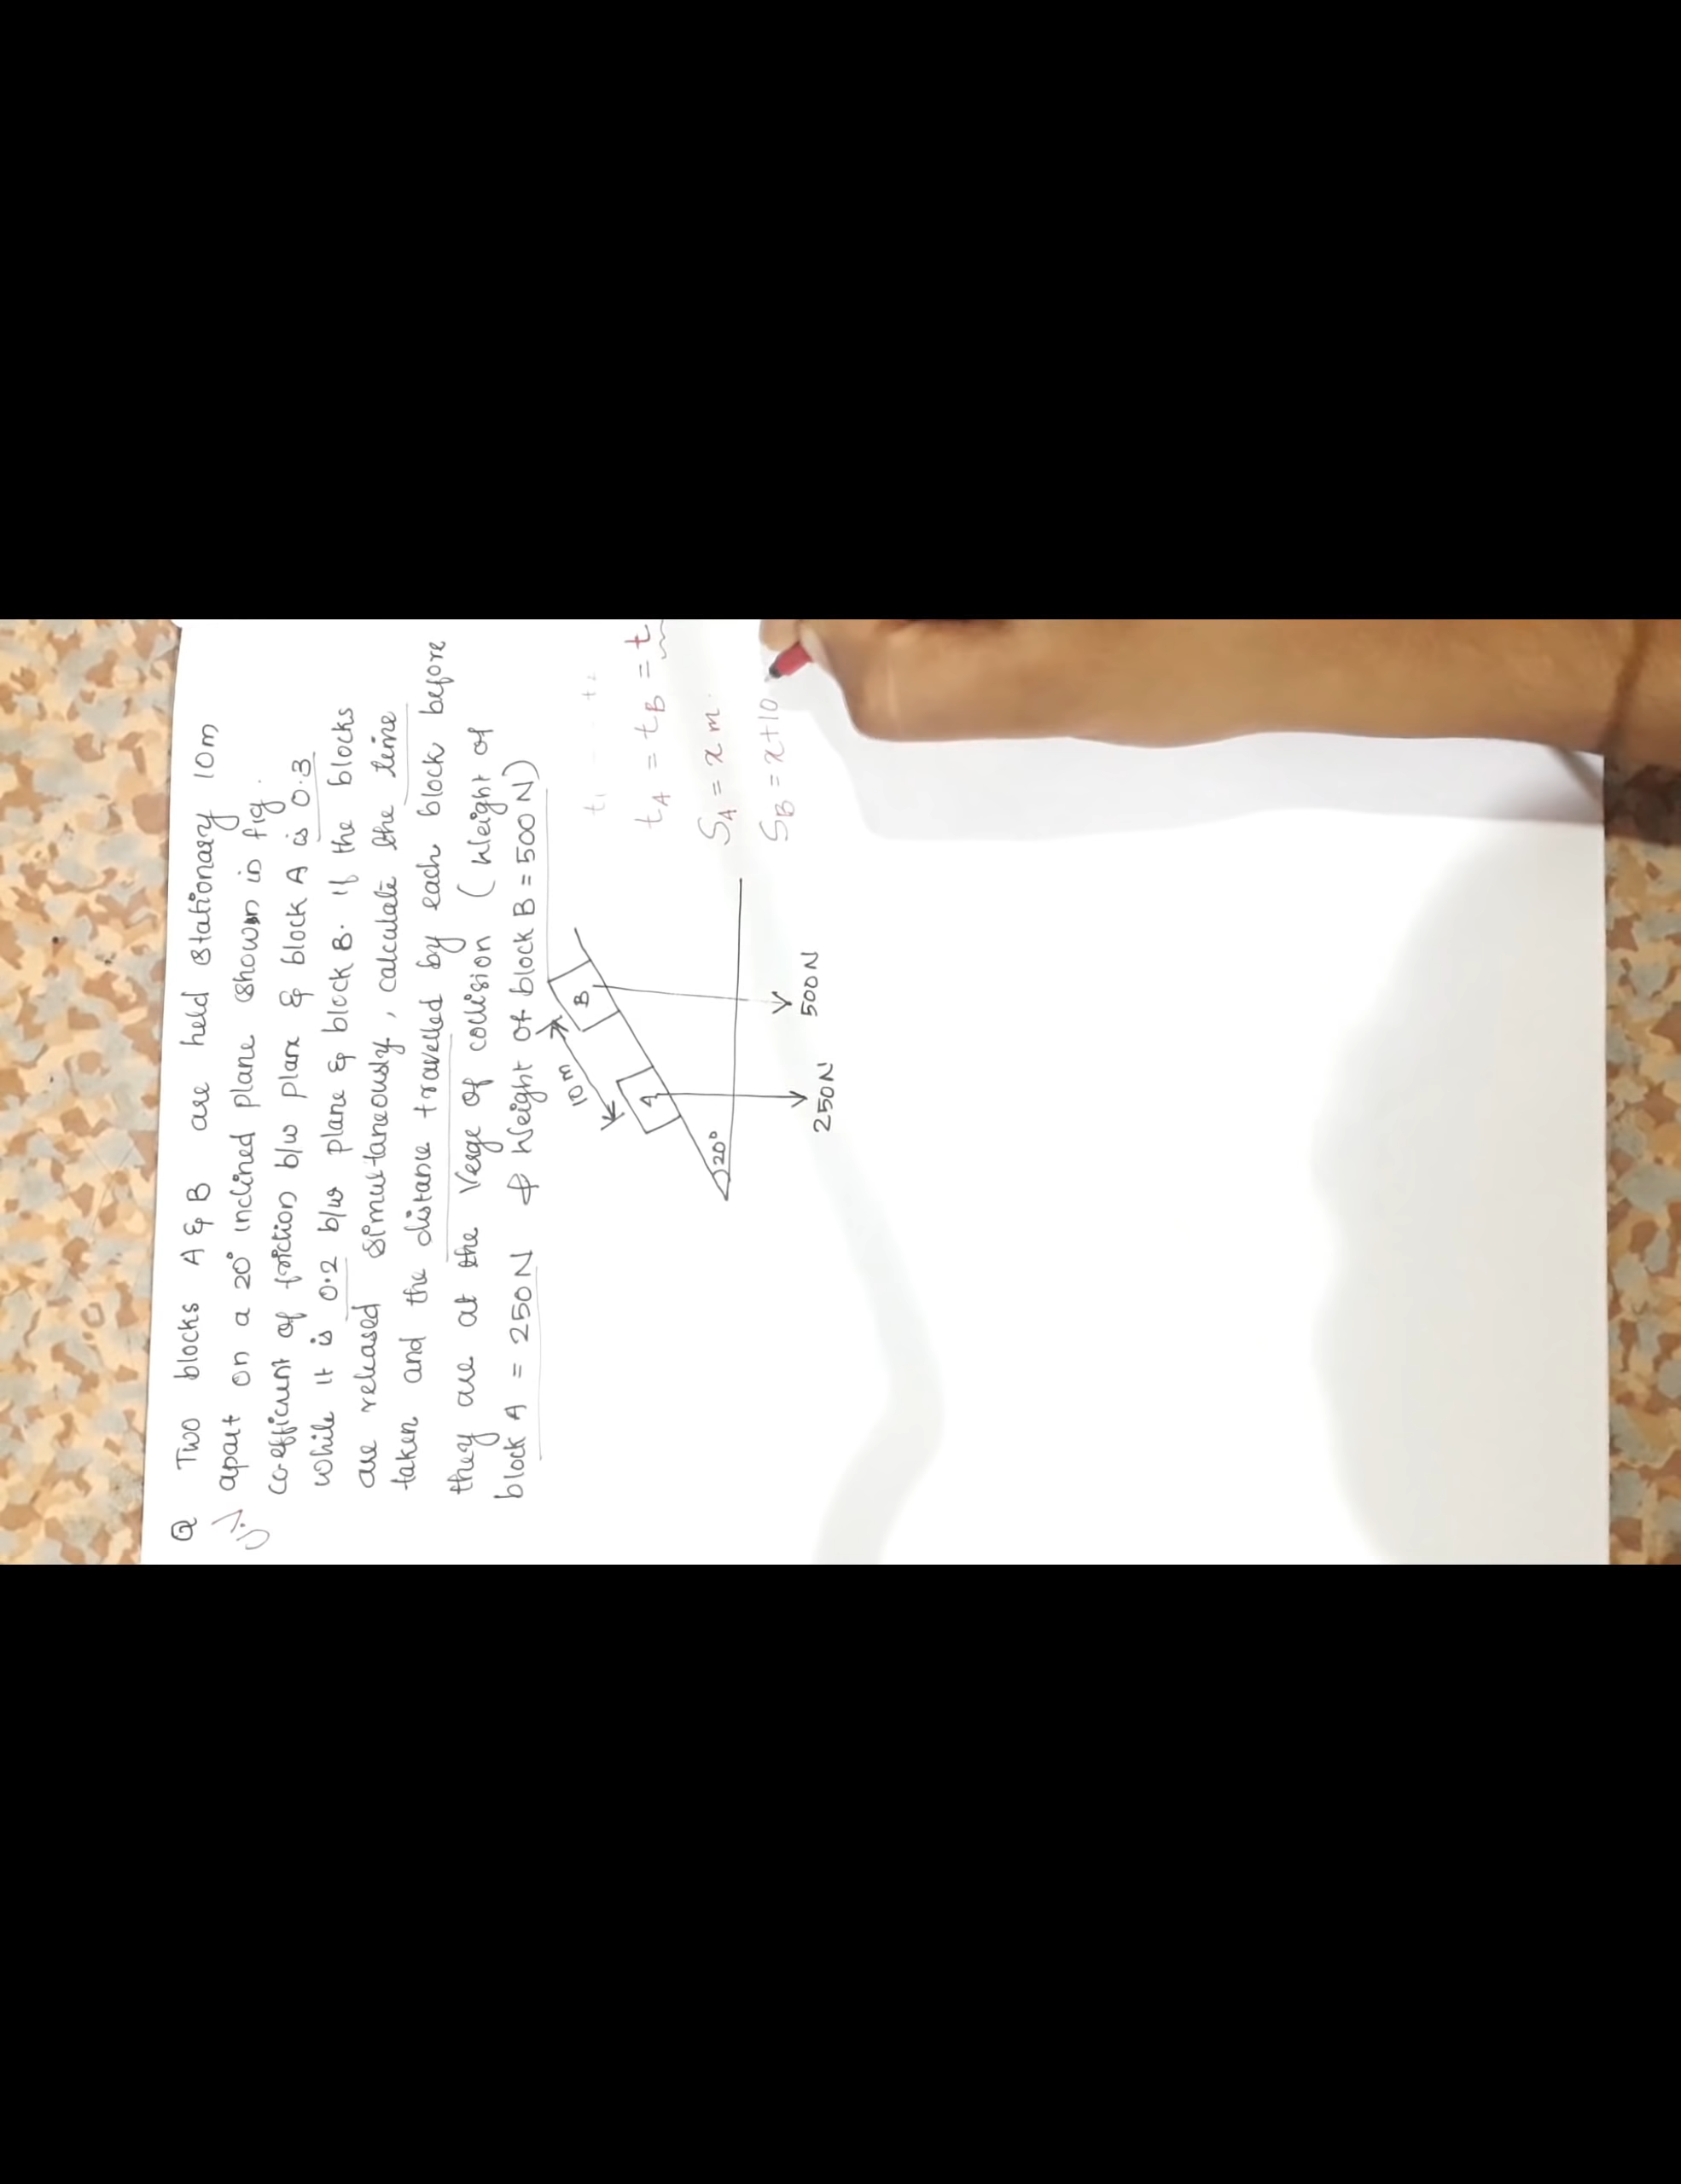 Q Two blocks A & B are held stationary 10m
apart on a 20° inclined plane shown in fig.
co-efficient of friction b/w plane & block A is 0.3
while it is 0.2 b/w plane & block B. if the blocks
are released simultaneously, calculate the time
taken and the distance travelled by each block before
they are at the verge of collision (Weight of
block A = 250N & Weight of block B = 500N)
10m
B
A
20°
250N
500N
tA = tB = t
SA = x m.
SB = x+10